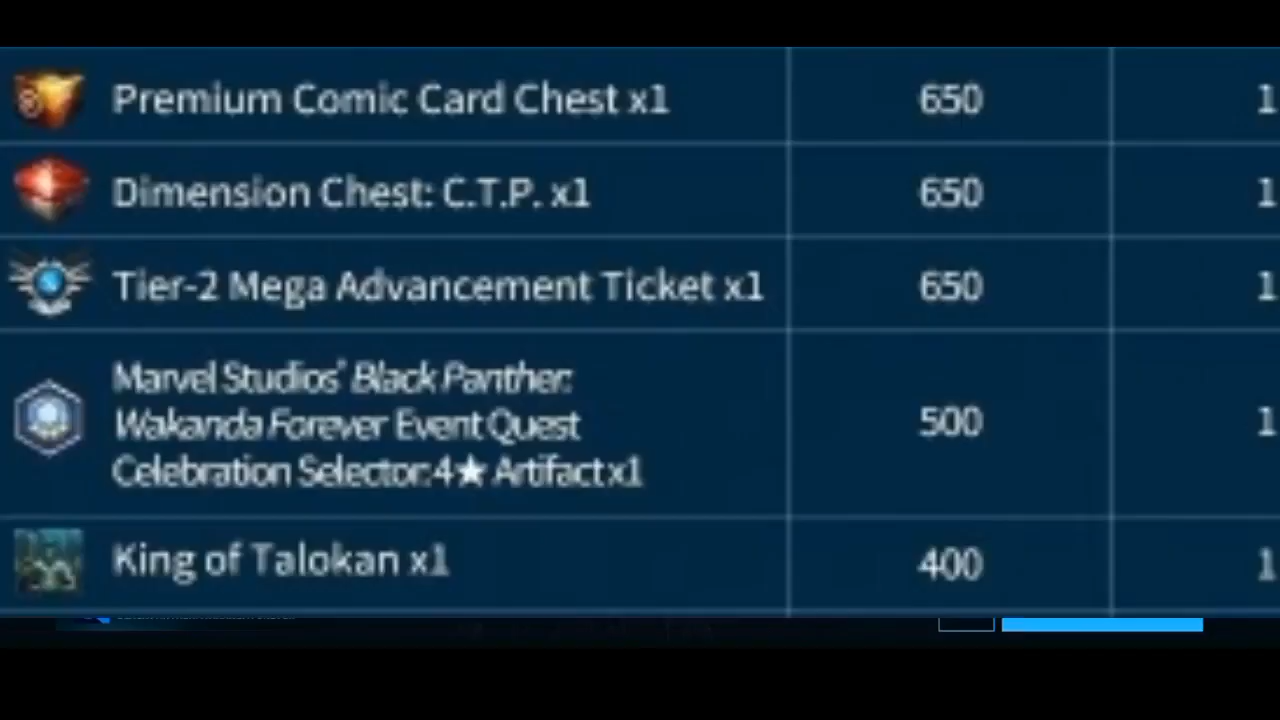 Premium Comic Card Chest x1 650 1
Dimension Chest: C.T.P. x1 650 1
Tier-2 Mega Advancement Ticket x1 650 1
Marvel Studios' Black Panther:
Wakanda Forever Event Quest 500 1
Celebration Selector:4★ Artifact x1
King of Talokan x1 400 1